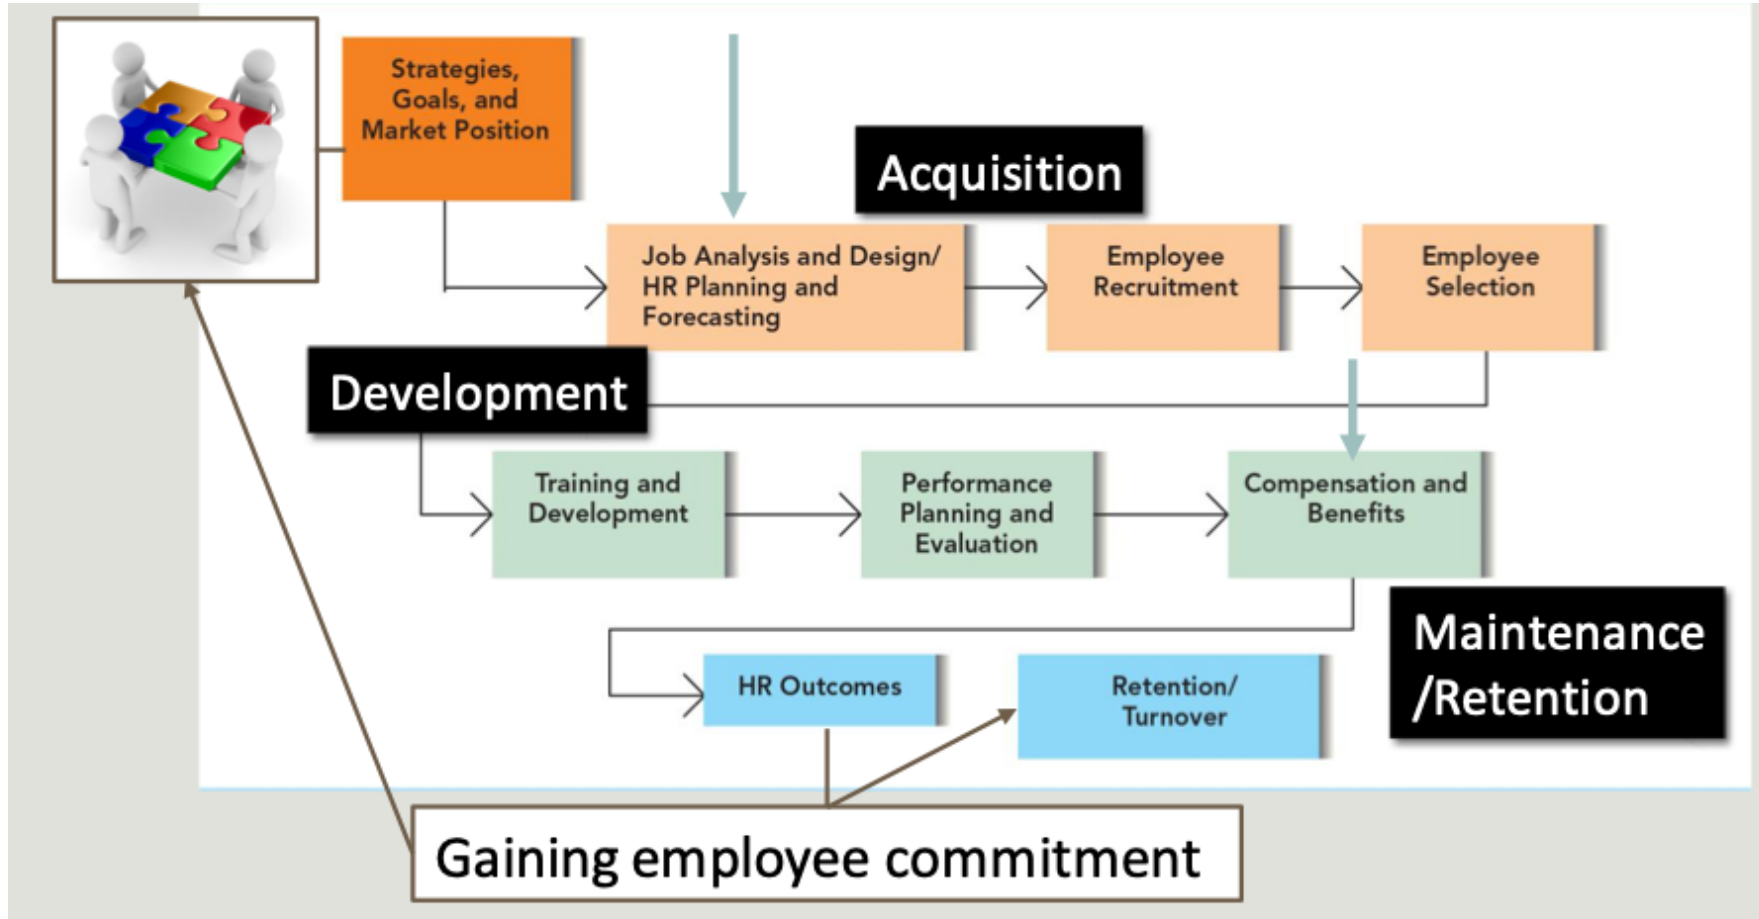 Strategies,
Goals, and
Market Position
Acquisition
Job Analysis and Design/
HR Planning and
Forecasting
Employee
Recruitment
Employee
Selection
Development
Training and
Development
Performance
Planning and
Evaluation
Compensation and
Benefits
Maintenance
/Retention
HR Outcomes
Retention/
Turnover
Gaining employee commitment